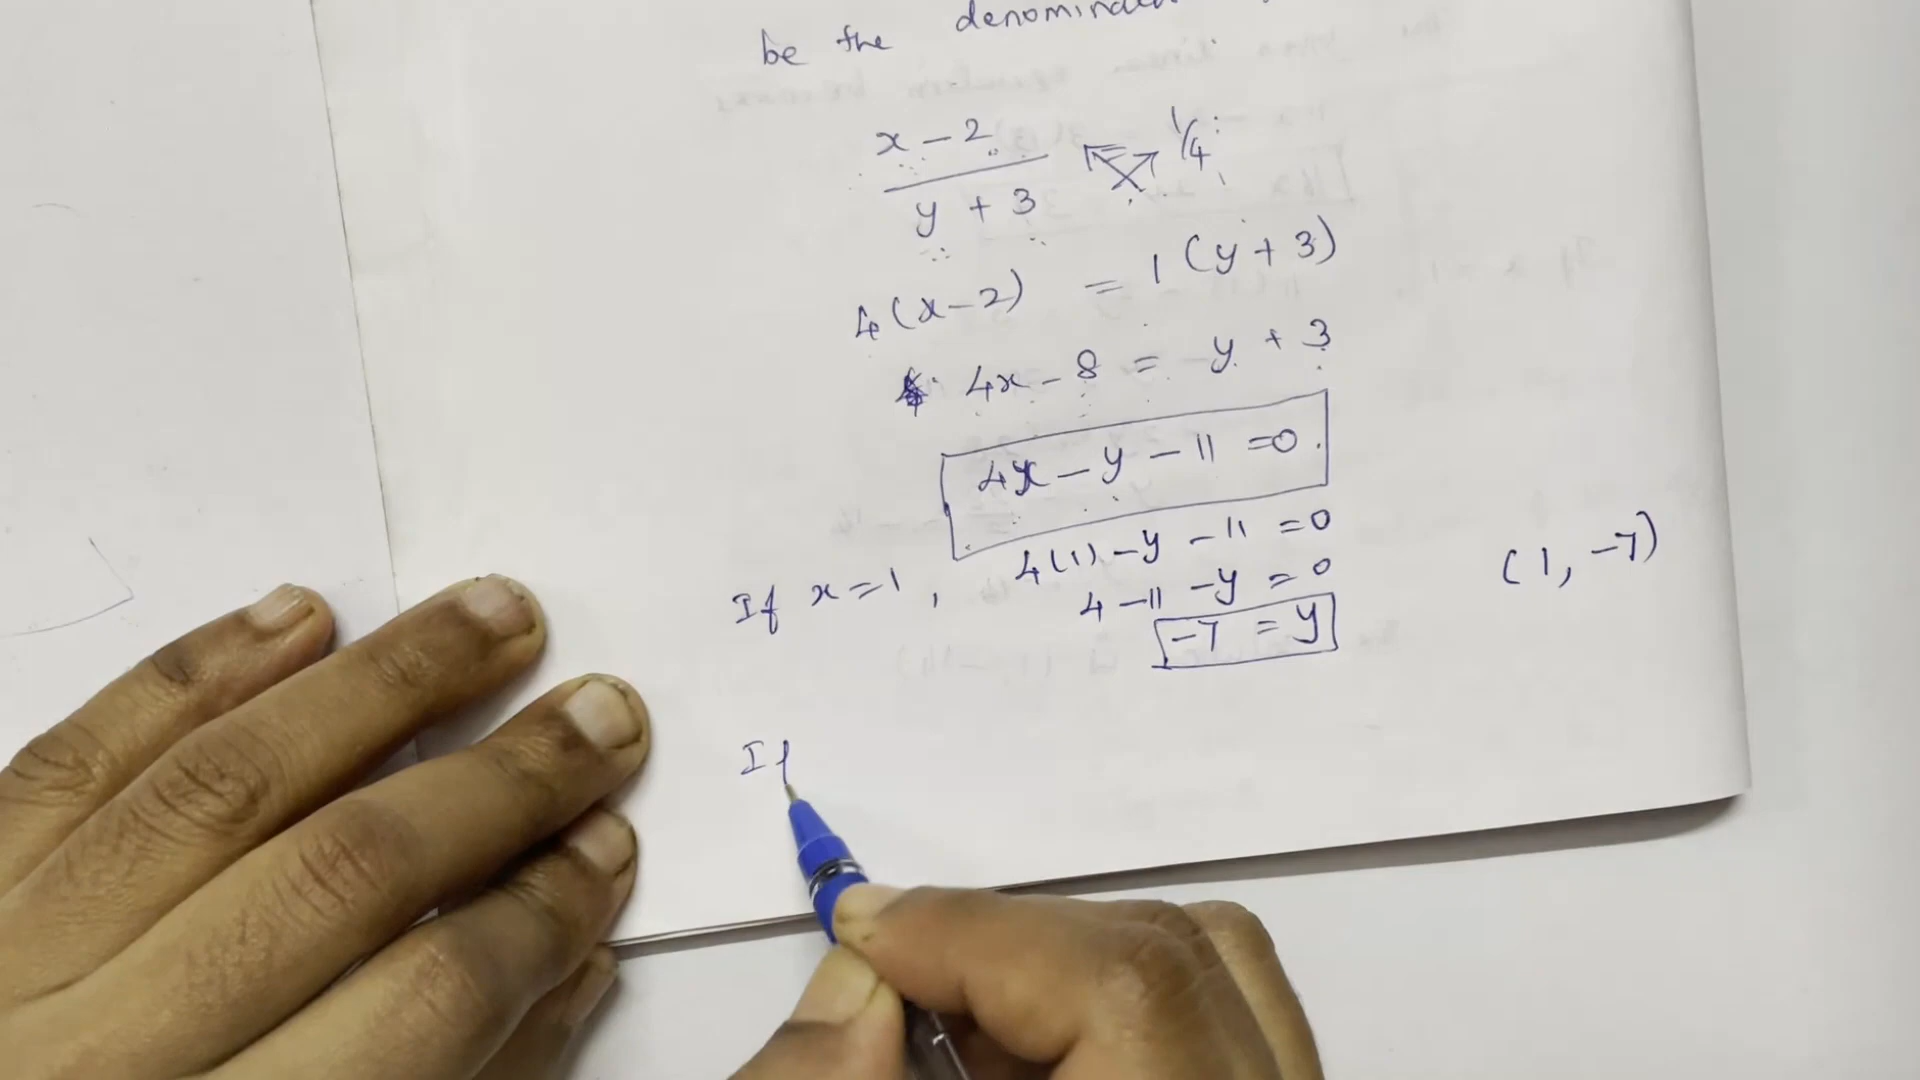 be the
x - 2 1/4
y + 3
4(x-2) = 1(y+3)
4x - 8 = y + 3
4x - y - 11 = 0
If x = 1, 4(1) - y - 11 = 0
4 - 11 - y = 0
-7 = y
(1, -7)
If